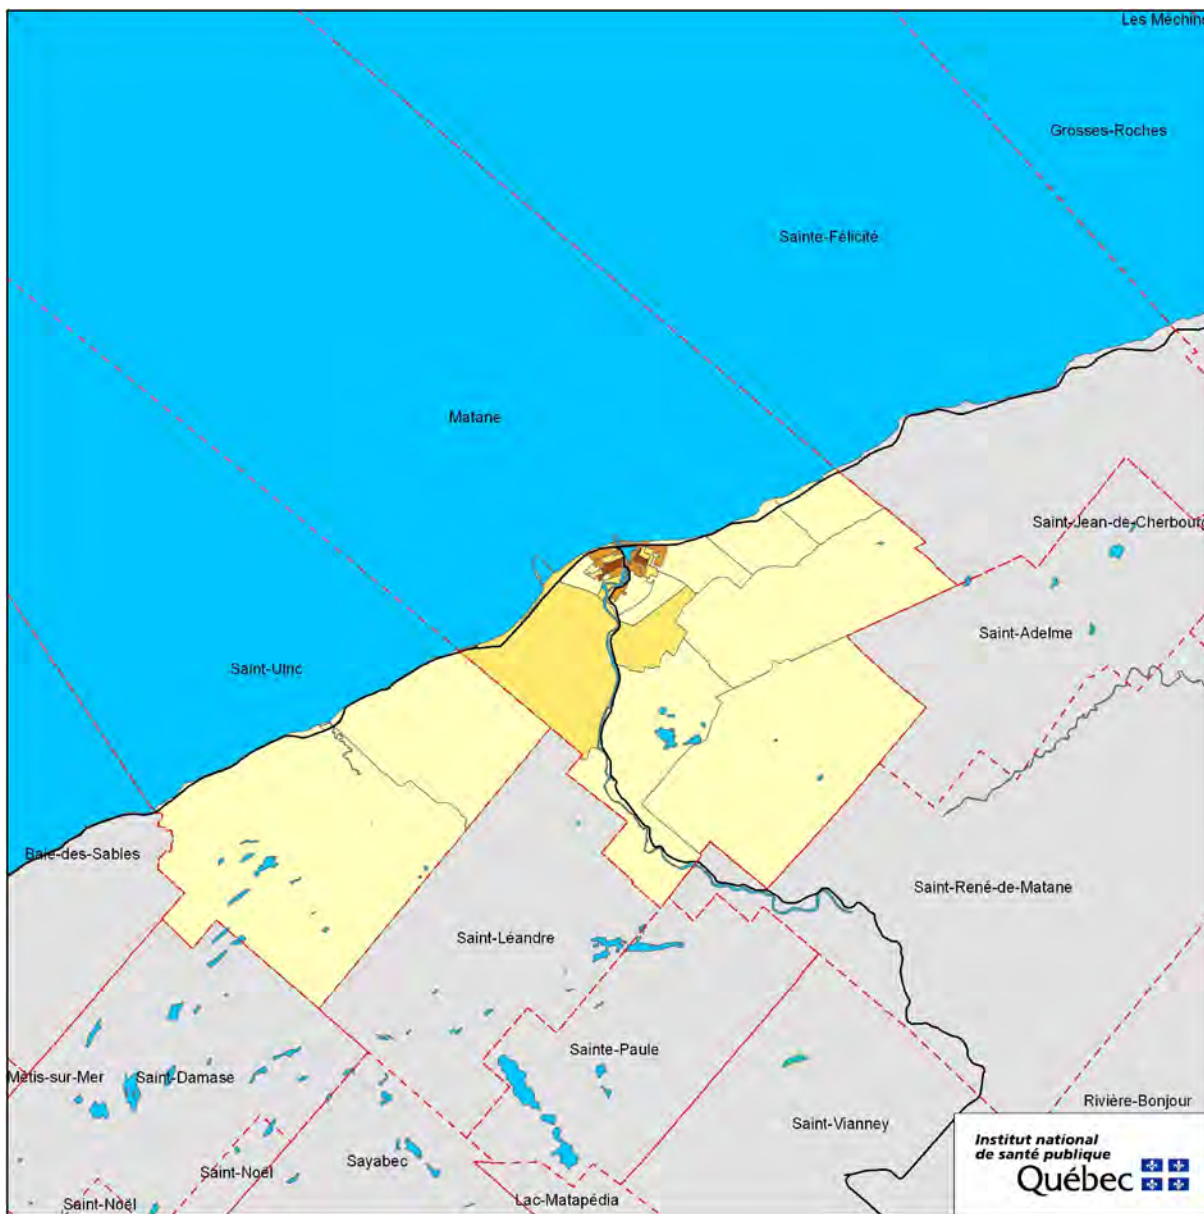 Les Méchins
Grosses-Roches
Sainte-Félicité
Matane
Saint-Jean-de-Cherbourg
Saint-Adelme
Saint-Ulric
Baie-des-Sables
Saint-René-de-Matane
Saint-Léandre
Sainte-Paule
Métis-sur-Mer
Saint-Damase
Rivière-Bonjour
Saint-Vianney
Sayabec
Saint-Noël
Lac-Matapédia
Saint-Noël
Institut national
de santé publique
Québec